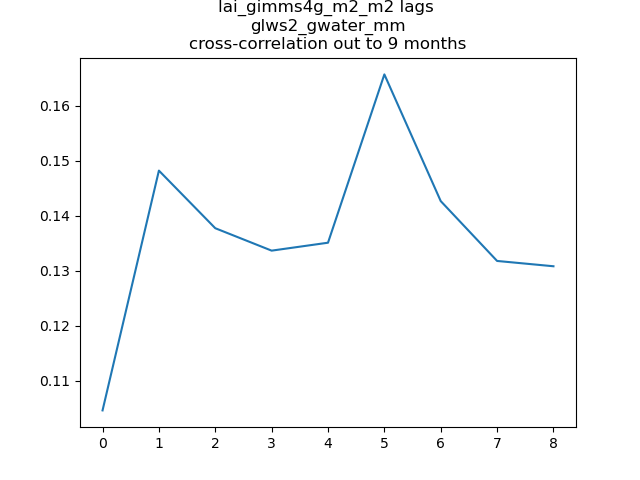 lai_gimms4g_m2_m2 lags
glws2_gwater_mm
cross-correlation out to 9 months
0.16
0.15
0.14
0.13
0.12
0.11
0 1 2 3 4 5 6 7 8